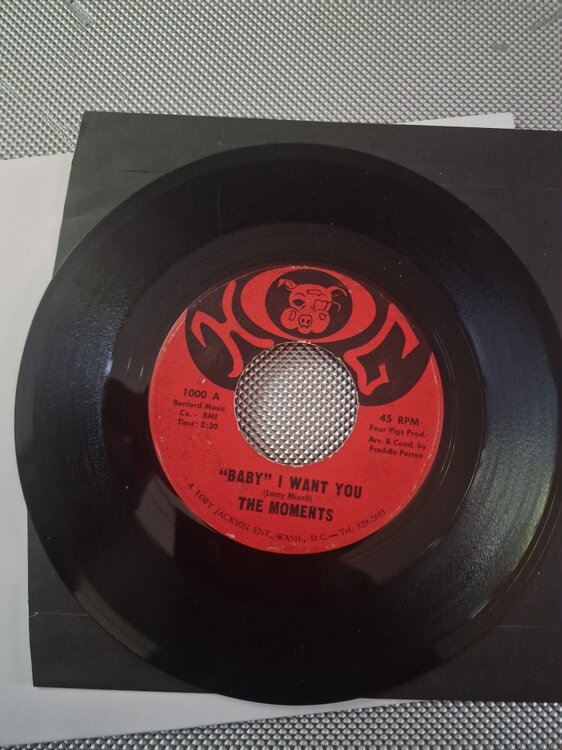 HOG
1000 A
Banlord Music
Co. - BMI
Time: 2:30
45 RPM
Four Pigs Prod.
Arr. & Cond. by
Freddie Perren
"BABY" I WANT YOU
(Larry Mizell)
THE MOMENTS
A TOBY JACKSON ENT, WASH., D.C. — Tel.